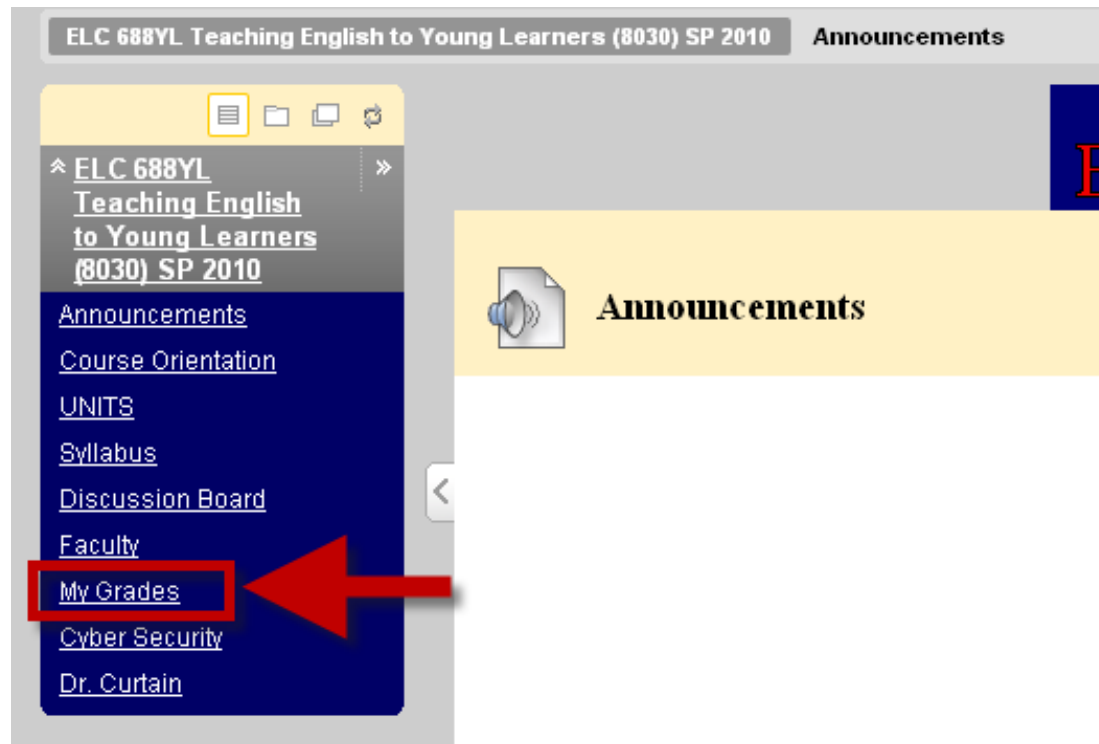 ELC 688YL Teaching English to Young Learners (8030) SP 2010 Announcements
ELC 688YL
Teaching English
to Young Learners
(8030) SP 2010
Announcements
Course Orientation
UNITS
Syllabus
Discussion Board
Faculty
My Grades
Cyber Security
Dr. Curtain
Announcements